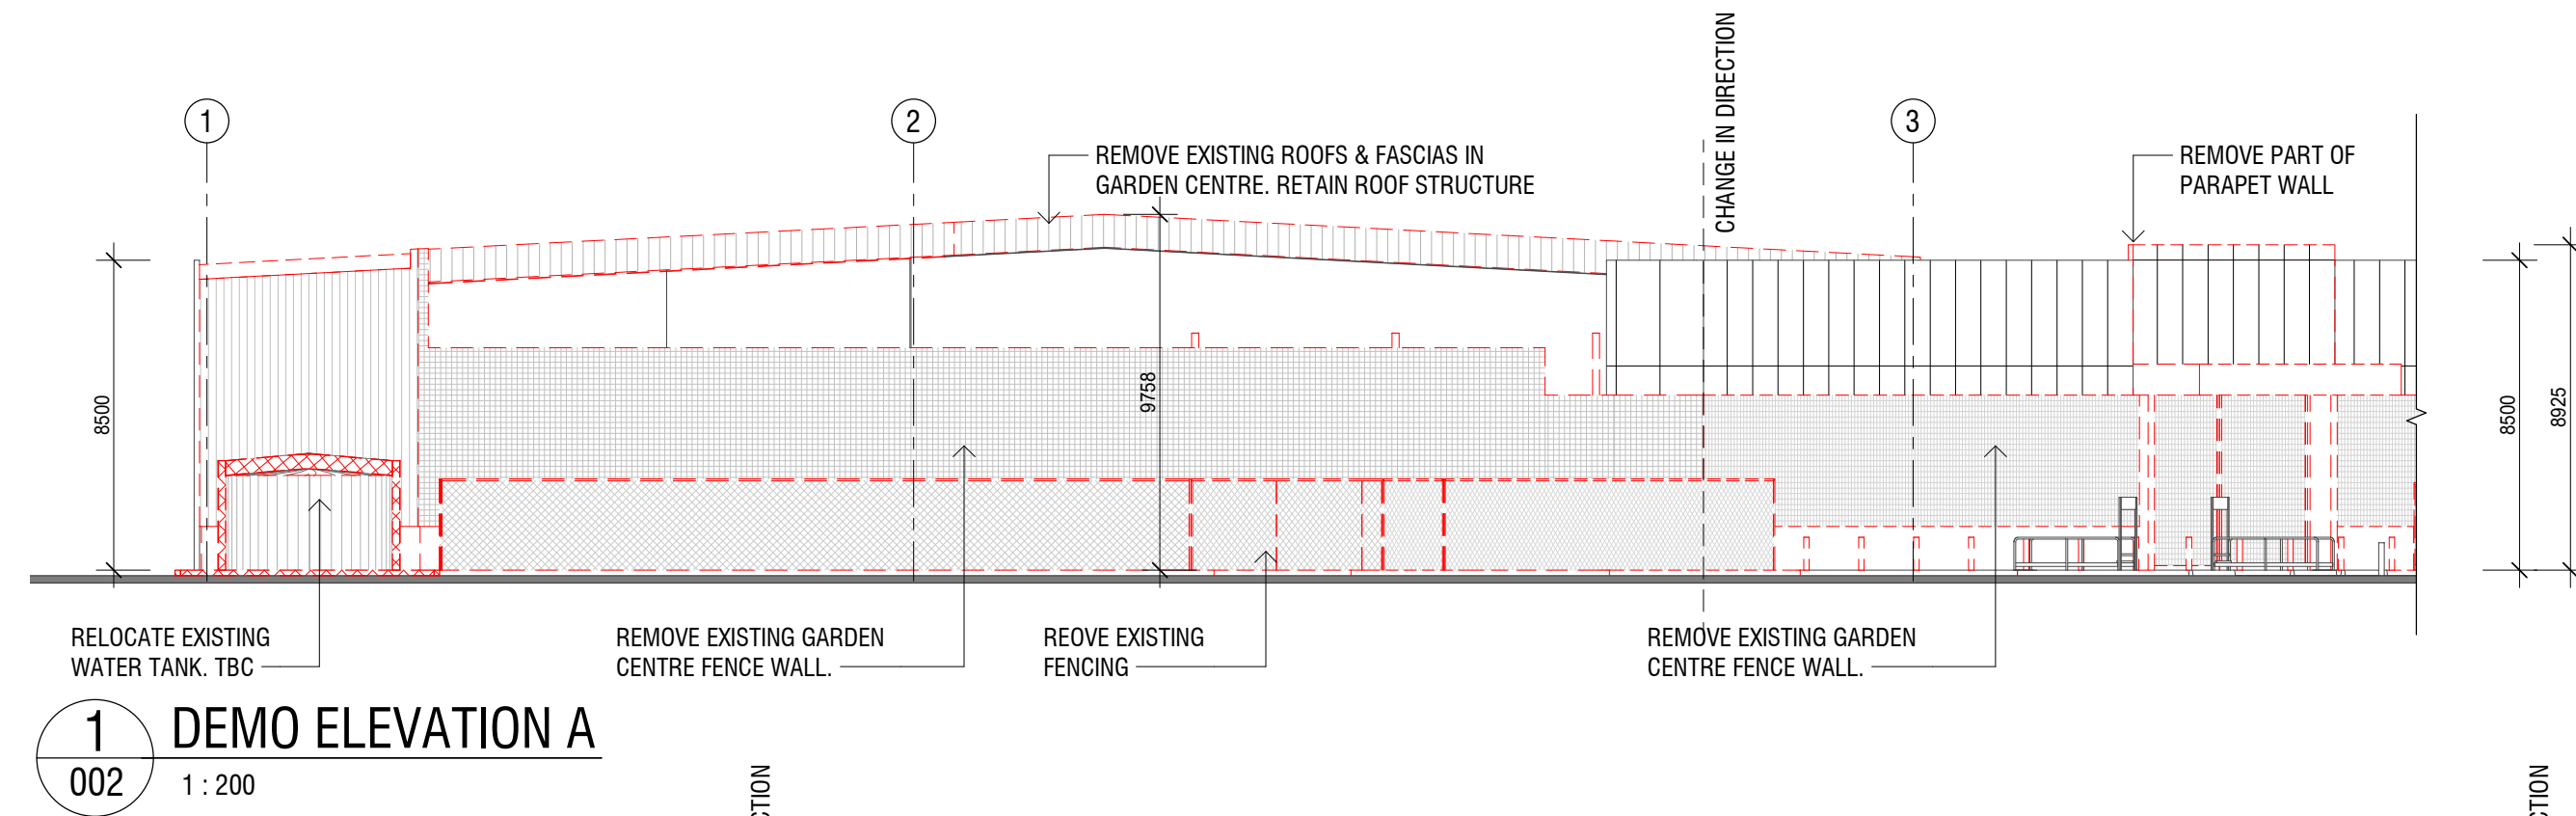 CHANGE IN DIRECTION
1
2
3
REMOVE EXISTING ROOFS & FASCIAS IN
GARDEN CENTRE. RETAIN ROOF STRUCTURE
REMOVE PART OF
PARAPET WALL
8500
9758
8500
8925
RELOCATE EXISTING
WATER TANK. TBC
REMOVE EXISTING GARDEN
CENTRE FENCE WALL.
REOVE EXISTING
FENCING
REMOVE EXISTING GARDEN
CENTRE FENCE WALL.
1
002
DEMO ELEVATION A
1 : 200
CTION
CTION